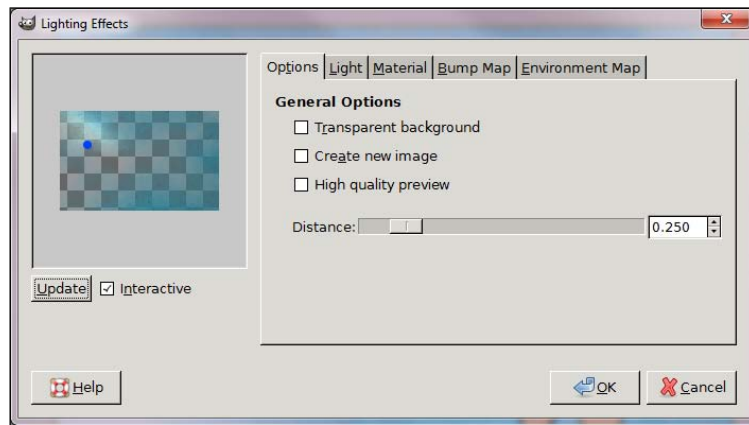 Lighting Effects
Options Light Material Bump Map Environment Map
General Options
Transparent background
Create new image
High quality preview
Distance: 0.250
Update Interactive
Help OK Cancel